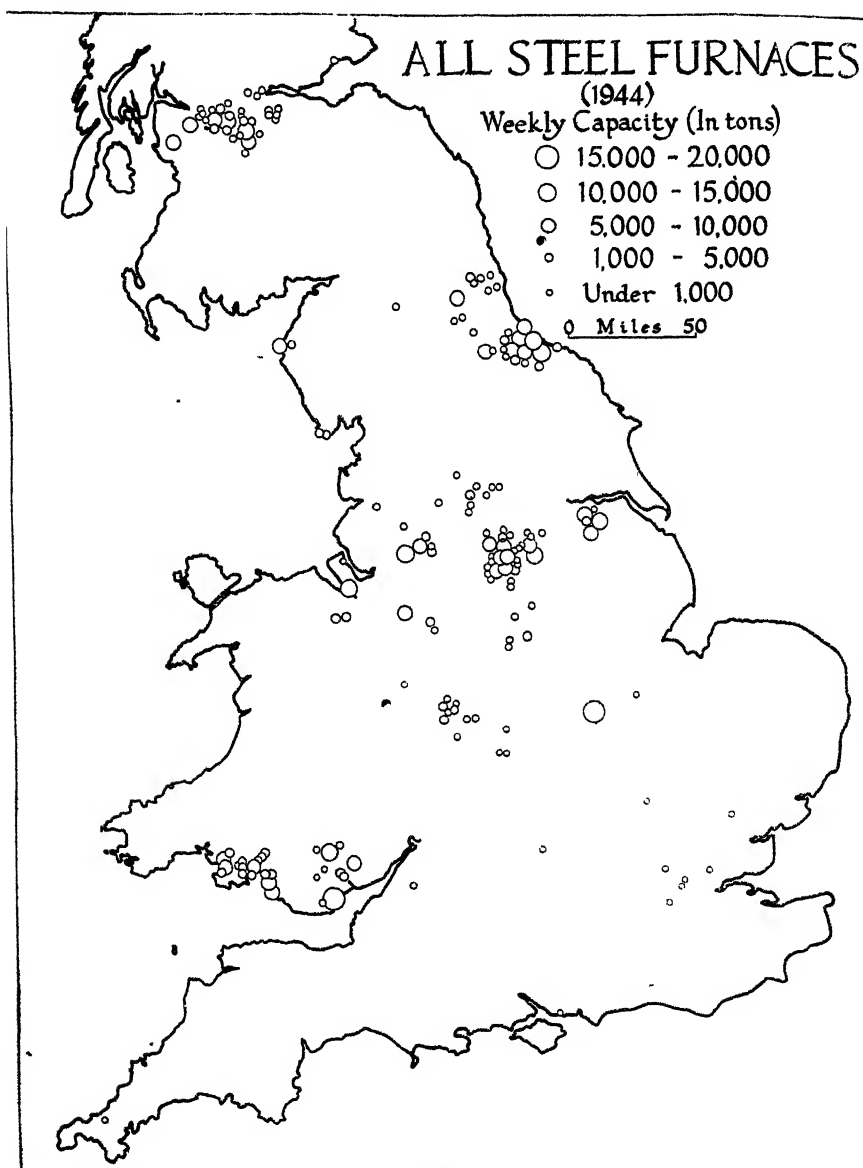 ALL STEEL FURNACES
(1944)
Weekly Capacity (In tons)
15,000 - 20,000
10,000 - 15,000
5,000 - 10,000
1,000 - 5,000
Under 1,000
0 Miles 50